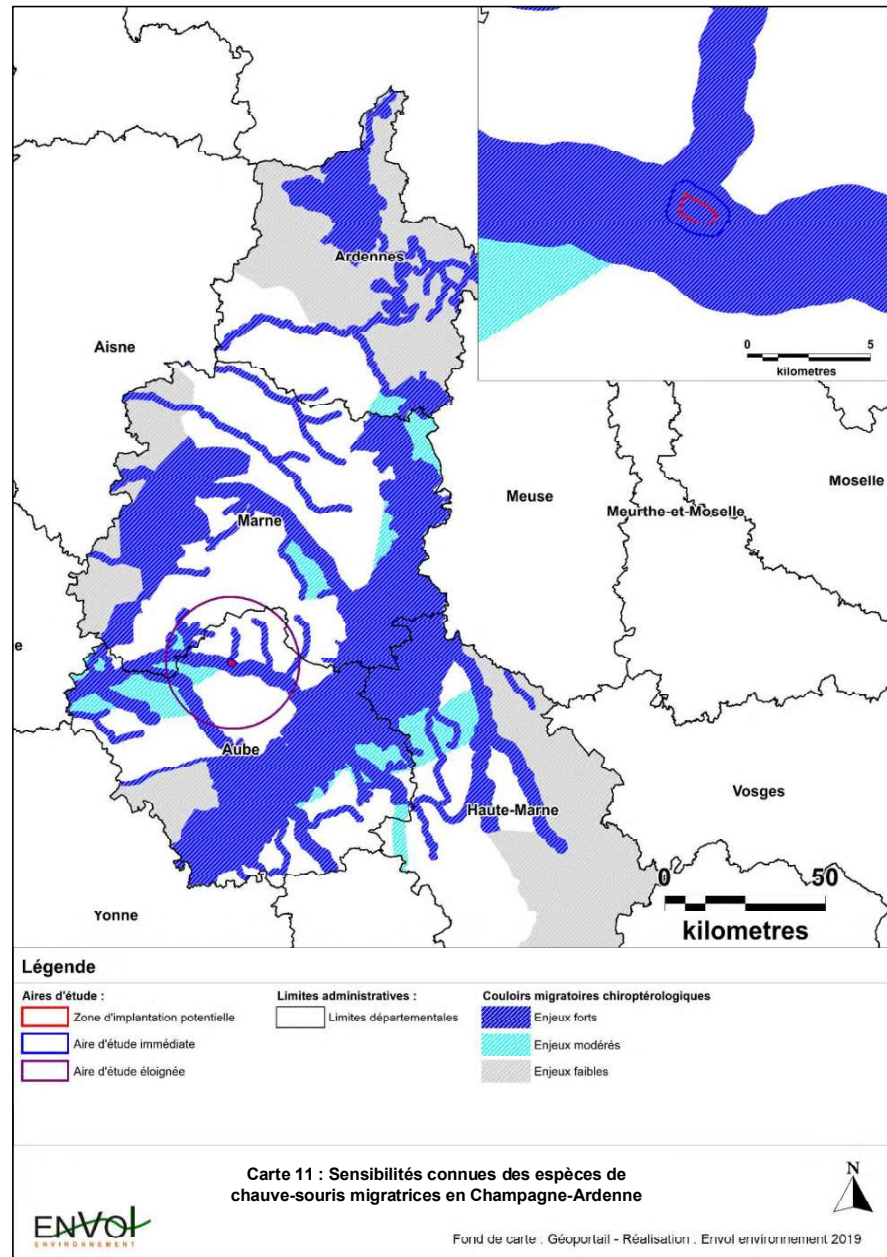 Ardennes
Aisne
0 5
kilometres
Meuse
Moselle
Meurthe-et-Moselle
Marne
e
Aube
Haute-Marne
Vosges
Yonne
0 50
kilometres
Légende
Aires d'étude :
Zone d'implantation potentielle
Aire d'étude immédiate
Aire d'étude éloignée
Limites administratives :
Limites départementales
Couloirs migratoires chiroptérologiques
Enjeux forts
Enjeux modérés
Enjeux faibles
Carte 11 : Sensibilités connues des espèces de
chauve-souris migratrices en Champagne-Ardenne
N
ENVOL
ENVIRONNEMENT
Fond de carte : Géoportail - Réalisation : Envol environnement 2019